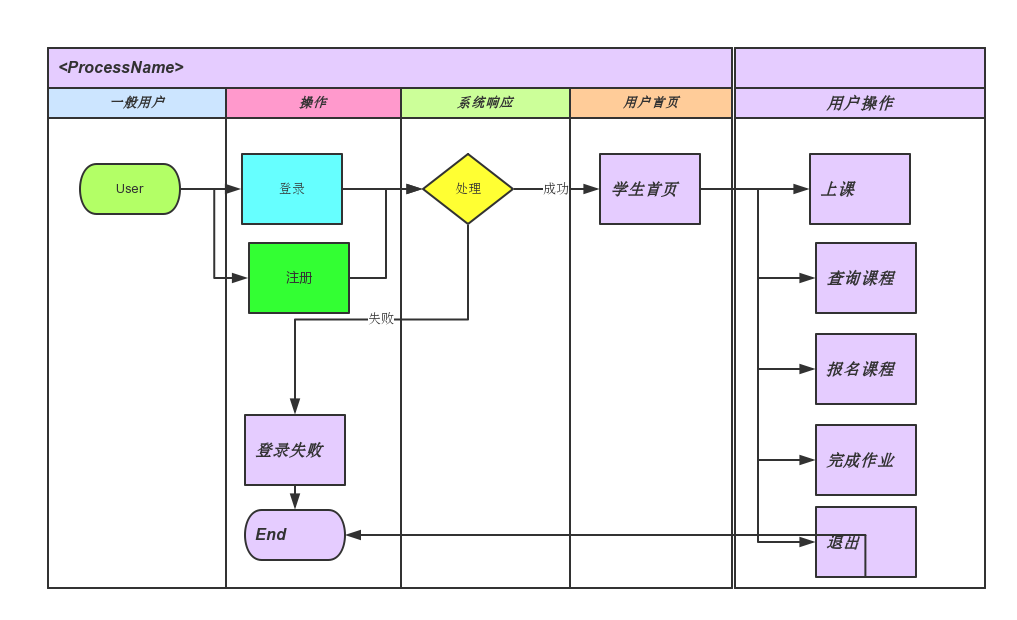 <ProcessName>
一般用户
操作
系统响应
用户首页
用户操作
User
登录
处理
成功
学生首页
上课
注册
查询课程
失败
报名课程
登录失败
完成作业
End
退出